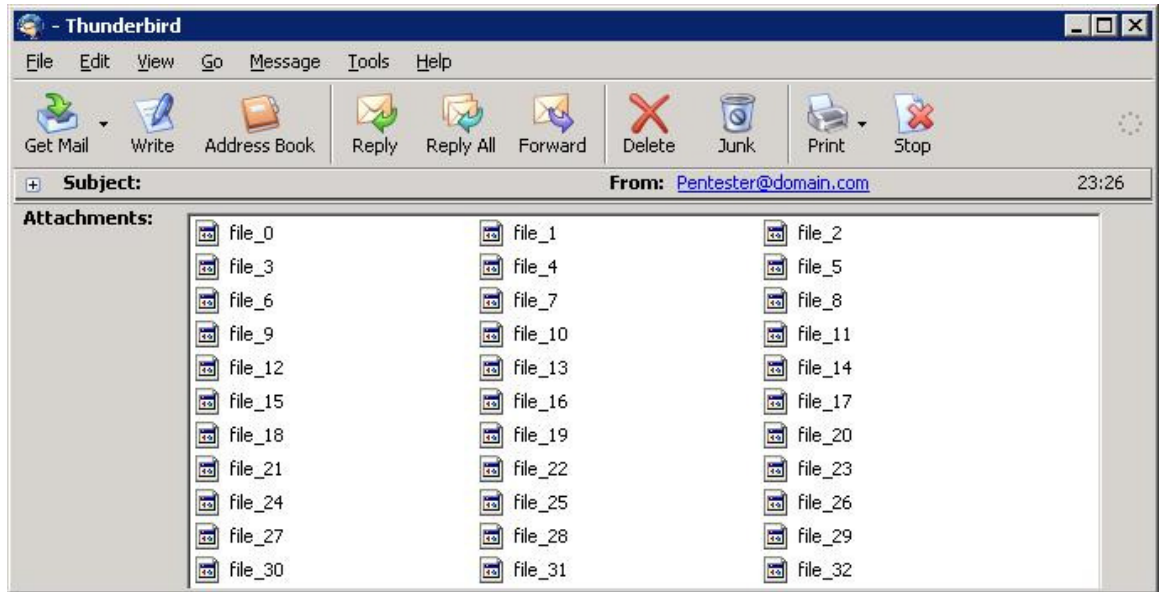 - Thunderbird
File Edit View Go Message Tools Help
Get Mail Write Address Book Reply Reply All Forward Delete Junk Print Stop
Subject: From: Pentester@domain.com 23:26
Attachments:
file_0 file_1 file_2
file_3 file_4 file_5
file_6 file_7 file_8
file_9 file_10 file_11
file_12 file_13 file_14
file_15 file_16 file_17
file_18 file_19 file_20
file_21 file_22 file_23
file_24 file_25 file_26
file_27 file_28 file_29
file_30 file_31 file_32